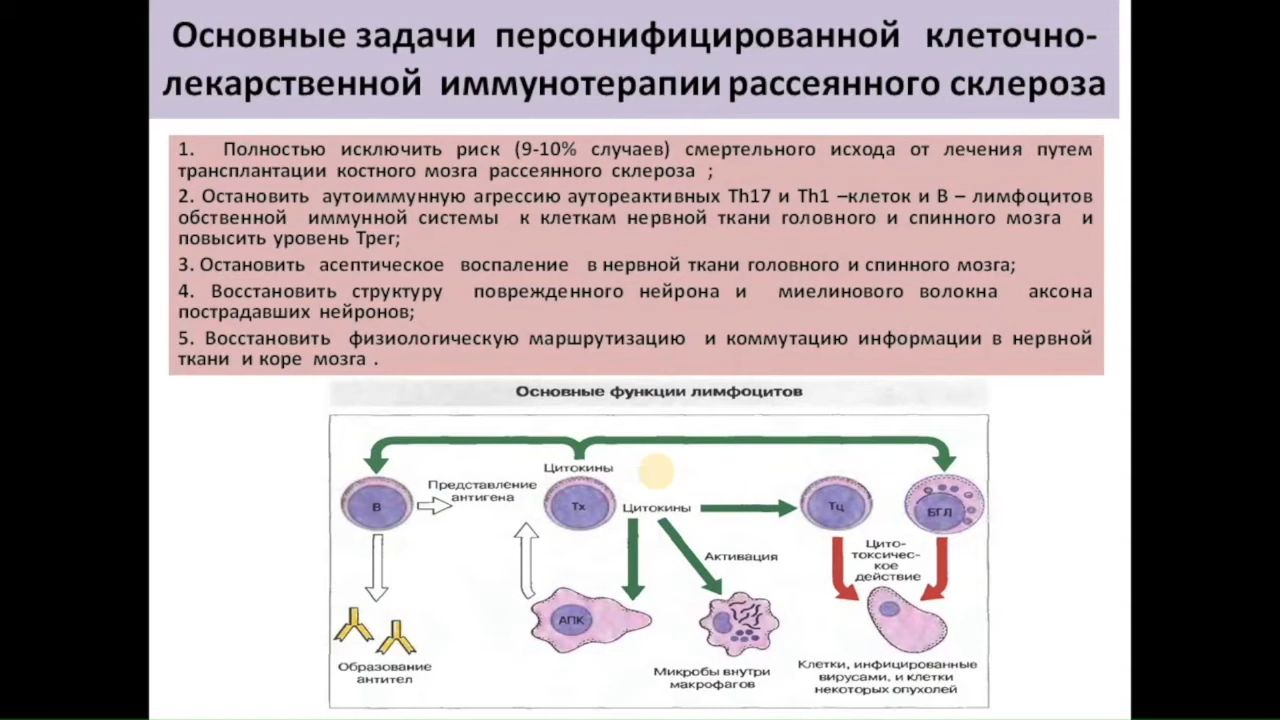 Основные задачи персонифицированной клеточно-
лекарственной иммунотерапии рассеянного склероза
1. Полностью исключить риск (9-10% случаев) смертельного исхода от лечения путем
трансплантации костного мозга рассеянного склероза ;
2. Остановить аутоиммунную агрессию аутореактивных Th17 и Th1 –клеток и В – лимфоцитов
обственной иммунной системы к клеткам нервной ткани головного и спинного мозга и
повысить уровень Трег;
3. Остановить асептическое воспаление в нервной ткани головного и спинного мозга;
4. Восстановить структуру поврежденного нейрона и миелинового волокна аксона
пострадавших нейронов;
5. Восстановить физиологическую маршрутизацию и коммутацию информации в нервной
ткани и коре мозга .
Основные функции лимфоцитов
Цитокины
Представление
антигена
В
Тх
Цитокины
Тц
БГЛ
Активация
Цито-
токсичес-
кое
действие
АПК
Образование
антител
Микробы внутри
макрофагов
Клетки, инфицированные
вирусами, и клетки
некоторых опухолей